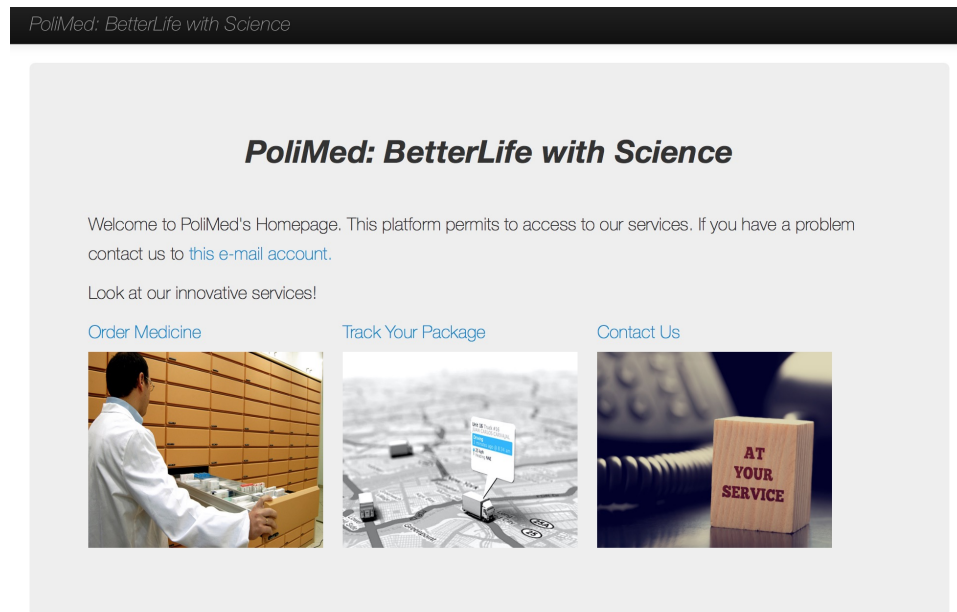 PoliMed: BetterLife with Science
PoliMed: BetterLife with Science
Welcome to PoliMed's Homepage. This platform permits to access to our services. If you have a problem
contact us to this e-mail account.
Look at our innovative services!
Order Medicine
Track Your Package
Contact Us
25A
25
AT
YOUR
SERVICE